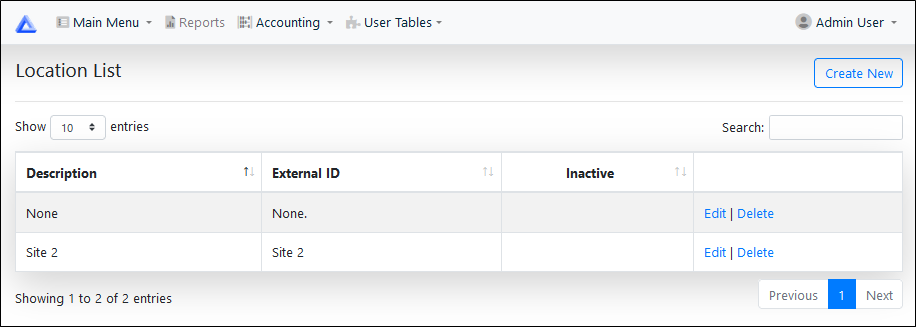 Main Menu Reports Accounting User Tables Admin User
Location List Create New
Show 10 entries Search:
Description External ID Inactive
None None. Edit | Delete
Site 2 Site 2 Edit | Delete
Showing 1 to 2 of 2 entries Previous 1 Next